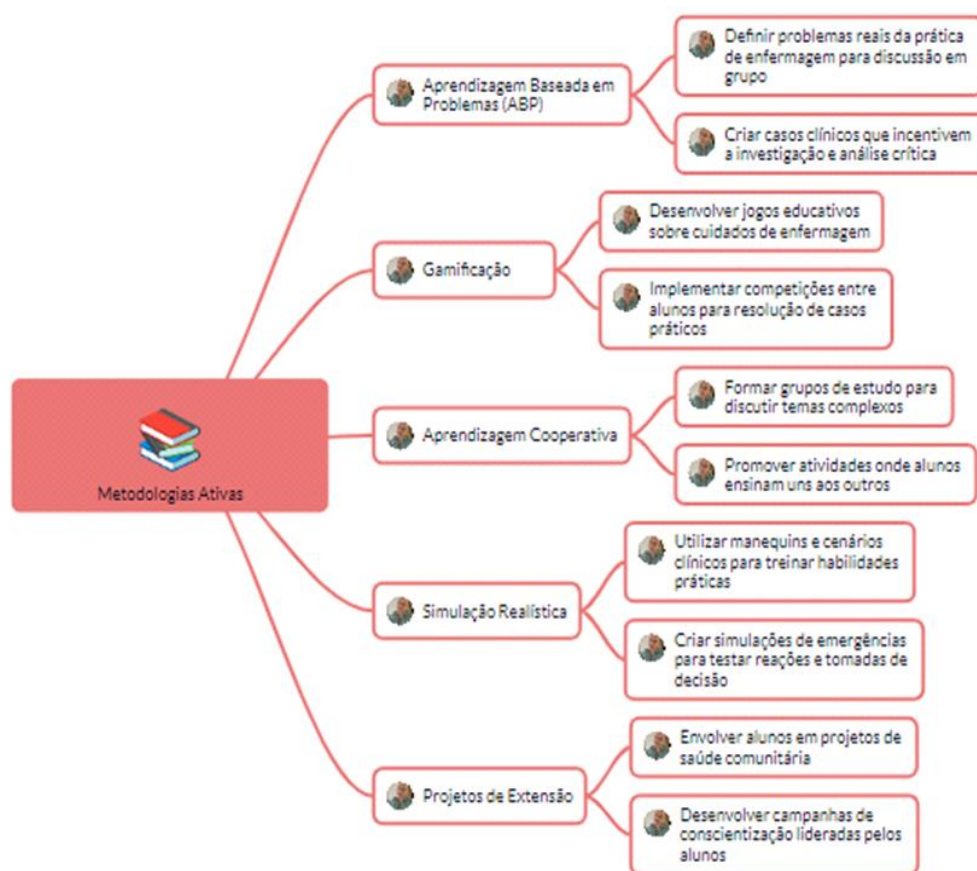 Metodologias Ativas
Aprendizagem Baseada em
Problemas (ABP)
Definir problemas reais da prática
de enfermagem para discussão em
grupo
Criar casos clínicos que incentivem
a investigação e análise crítica
Gamificação
Desenvolver jogos educativos
sobre cuidados de enfermagem
Implementar competições entre
alunos para resolução de casos
práticos
Aprendizagem Cooperativa
Formar grupos de estudo para
discutir temas complexos
Promover atividades onde alunos
ensinam uns aos outros
Simulação Realística
Utilizar manequins e cenários
clínicos para treinar habilidades
práticas
Criar simulações de emergências
para testar reações e tomadas de
decisão
Projetos de Extensão
Envolver alunos em projetos de
saúde comunitária
Desenvolver campanhas de
conscientização lideradas pelos
alunos